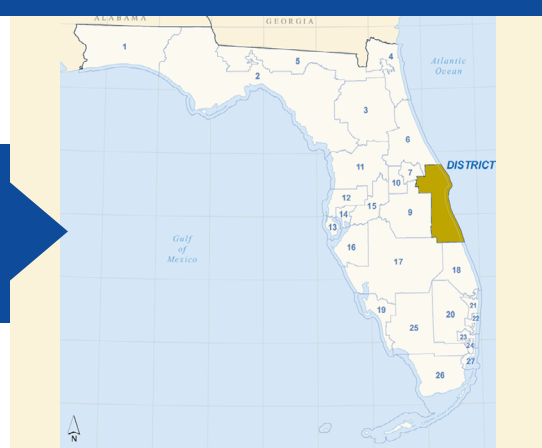 ALABAMA
GEORGIA
1
2
5
4
Atlantic
Ocean
3
6
11
7
DISTRICT
10
12
15
14
9
13
Gulf
of
Mexico
16
17
18
19
20
21
22
25
23
24
27
26
N